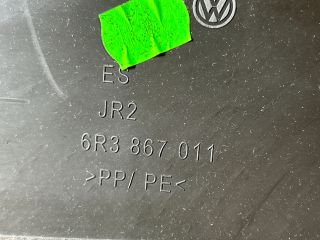 ES
JR2
6R3 867 011
>PP/ PE<